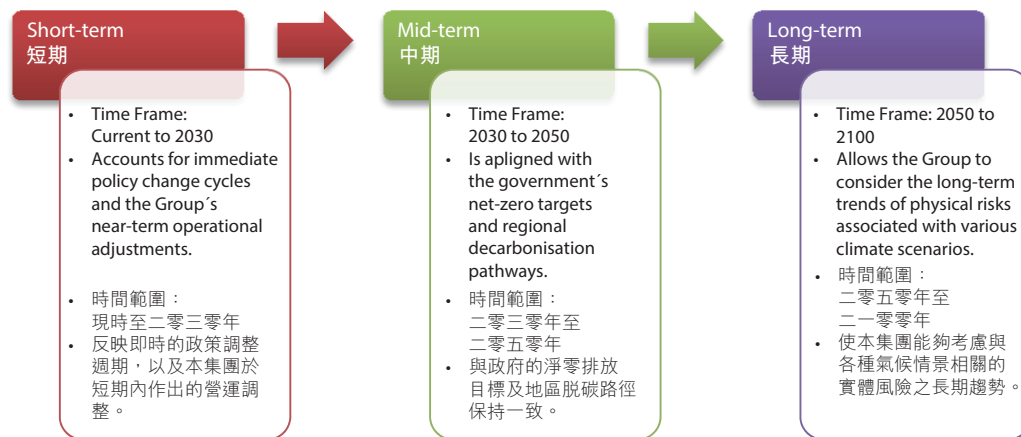 Short-term
短期
• Time Frame:
Current to 2030
• Accounts for immediate
policy change cycles
and the Group´s
near-term operational
adjustments.
• 時間範圍：
現時至二零三零年
• 反映即時的政策調整
週期，以及本集團於
短期內作出的營運調
整。
Mid-term
中期
• Time Frame:
2030 to 2050
• Is apligned with
the government´s
net-zero targets
and regional
decarbonisation
pathways.
• 時間範圍：
二零三零年至
二零五零年
• 與政府的淨零排放
目標及地區脱碳路徑
保持一致。
Long-term
長期
• Time Frame: 2050 to
2100
• Allows the Group to
consider the long-term
trends of physical risks
associated with various
climate scenarios.
• 時間範圍：
二零五零年至
二一零零年
• 使本集團能夠考慮與
各種氣候情景相關的
實體風險之長期趨勢。